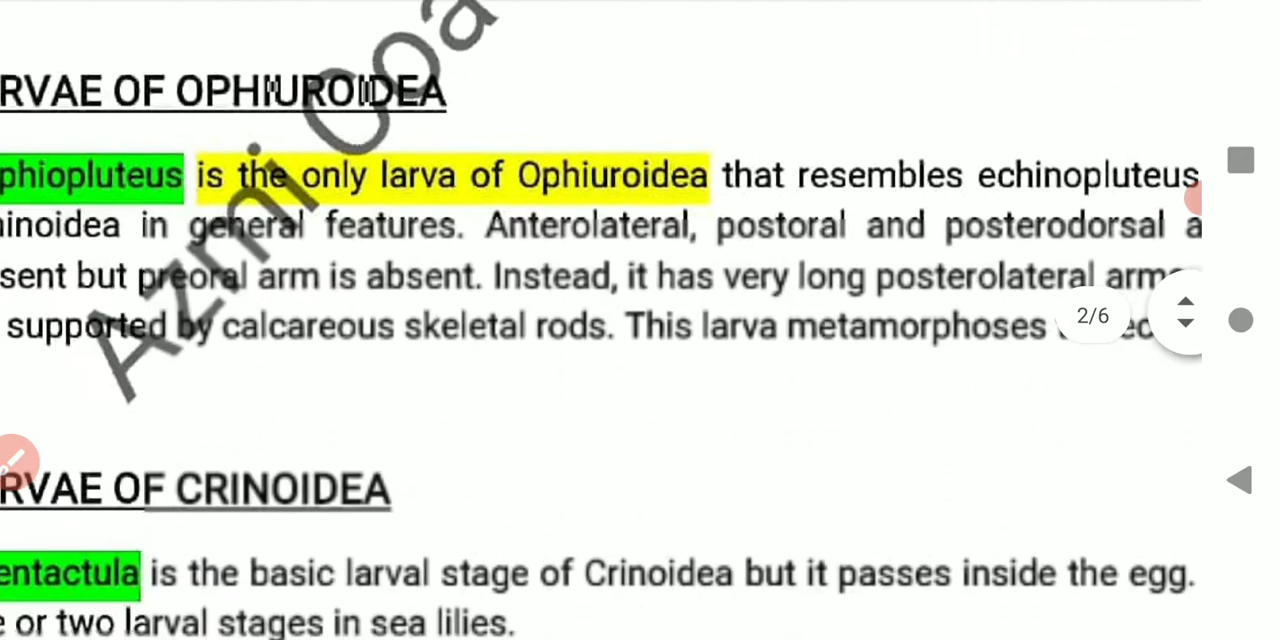 RVAE OF OPHIUROIDEA
phiopluteus is the only larva of Ophiuroidea that resembles echinopluteus
inoidea in general features. Anterolateral, postoral and posterodorsal a
sent but preoral arm is absent. Instead, it has very long posterolateral arms
supported by calcareous skeletal rods. This larva metamorphoses
2/6
RVAE OF CRINOIDEA
entactula is the basic larval stage of Crinoidea but it passes inside the egg.
e or two larval stages in sea lilies.
Azmi Coa